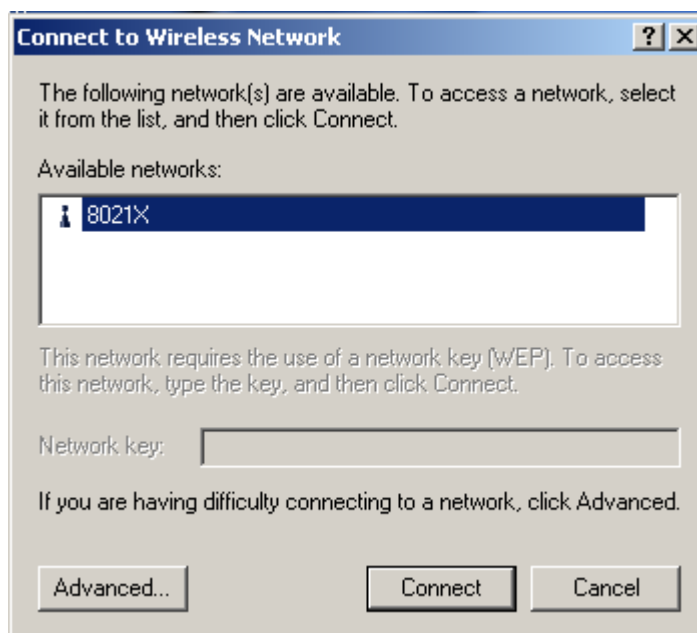 Connect to Wireless Network
The following network(s) are available. To access a network, select
it from the list, and then click Connect.
Available networks:
8021X
This network requires the use of a network key (WEP). To access
this network, type the key, and then click Connect.
Network key:
If you are having difficulty connecting to a network, click Advanced.
Advanced... Connect Cancel